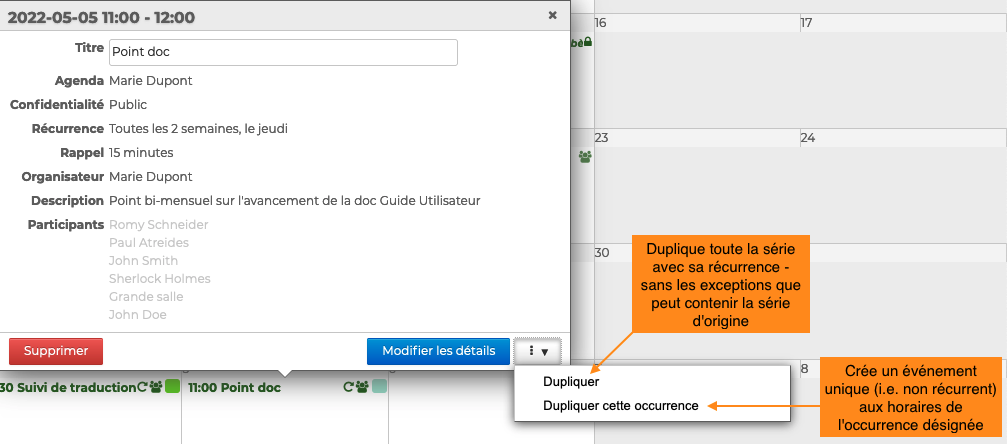 2022-05-05 11:00 - 12:00
Titre Point doc
Agenda Marie Dupont
Confidentialité Public
Récurrence Toutes les 2 semaines, le jeudi
Rappel 15 minutes
Organisateur Marie Dupont
Description Point bi-mensuel sur l'avancement de la doc Guide Utilisateur
Participants Romy Schneider
Paul Atreides
John Smith
Sherlock Holmes
Grande salle
John Doe
Supprimer
Modifier les détails
Dupliquer
Dupliquer cette occurrence
30 Suivi de traduction
11:00 Point doc
16
17
23
24
30
8
Duplique toute la série
avec sa récurrence -
sans les exceptions que
peut contenir la série
d'origine
Crée un événement
unique (i.e. non récurrent)
aux horaires de
l'occurrence désignée